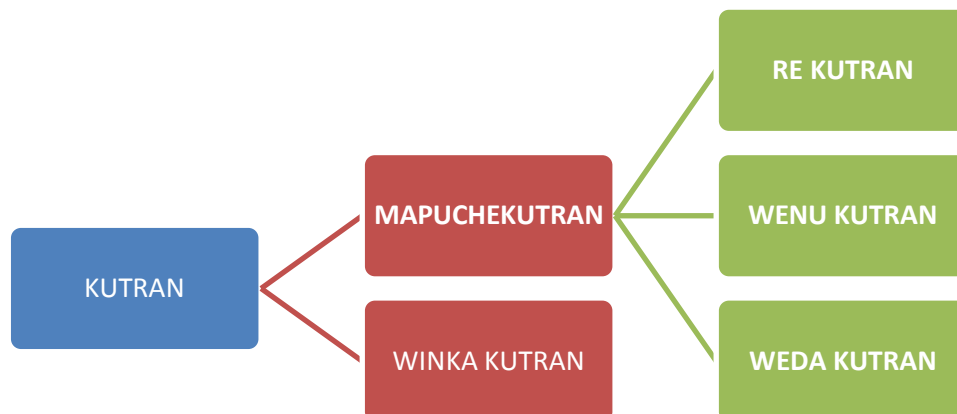 KUTRAN
MAPUCHEKUTRAN
WINKA KUTRAN
RE KUTRAN
WENU KUTRAN
WEDA KUTRAN